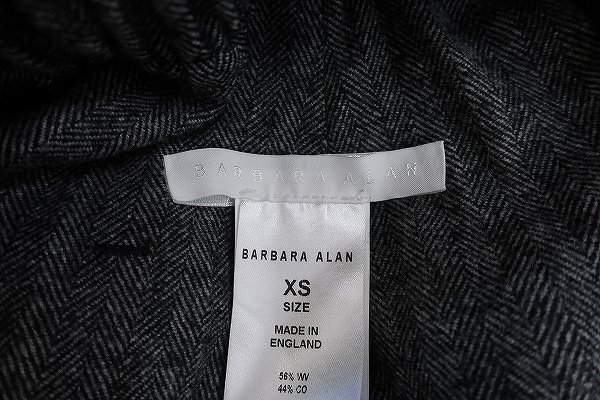 BARBARA ALAN
BARBARA ALAN
XS
SIZE
MADE IN
ENGLAND
56% WV
44% CO